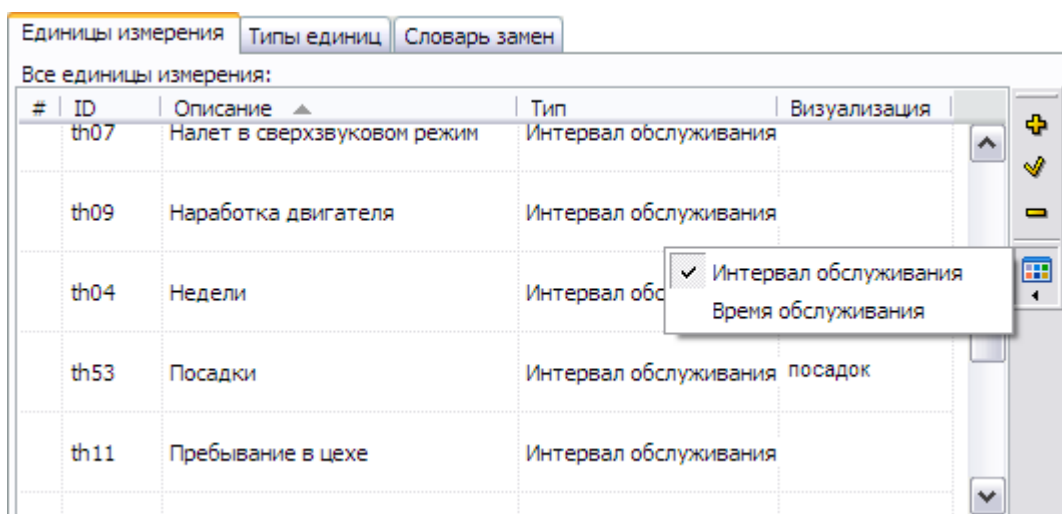 Единицы измерения Типы единиц Словарь замен
Все единицы измерения:
# ID Описание Тип Визуализация
th07 Налет в сверхзвуковом режим Интервал обслуживания
th09 Наработка двигателя Интервал обслуживания
Интервал обслуживания
th04 Недели Интервал обс
Время обслуживания
th53 Посадки Интервал обслуживания посадок
th11 Пребывание в цехе Интервал обслуживания